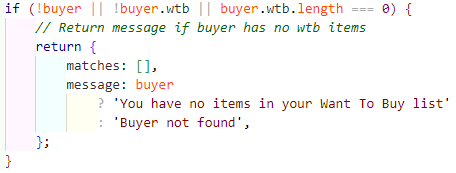 if (!buyer || !buyer.wtb || buyer.wtb.length === 0) {
    // Return message if buyer has no wtb items
    return {
        matches: [],
        message: buyer
            ? 'You have no items in your Want To Buy list'
            : 'Buyer not found',
    };
}